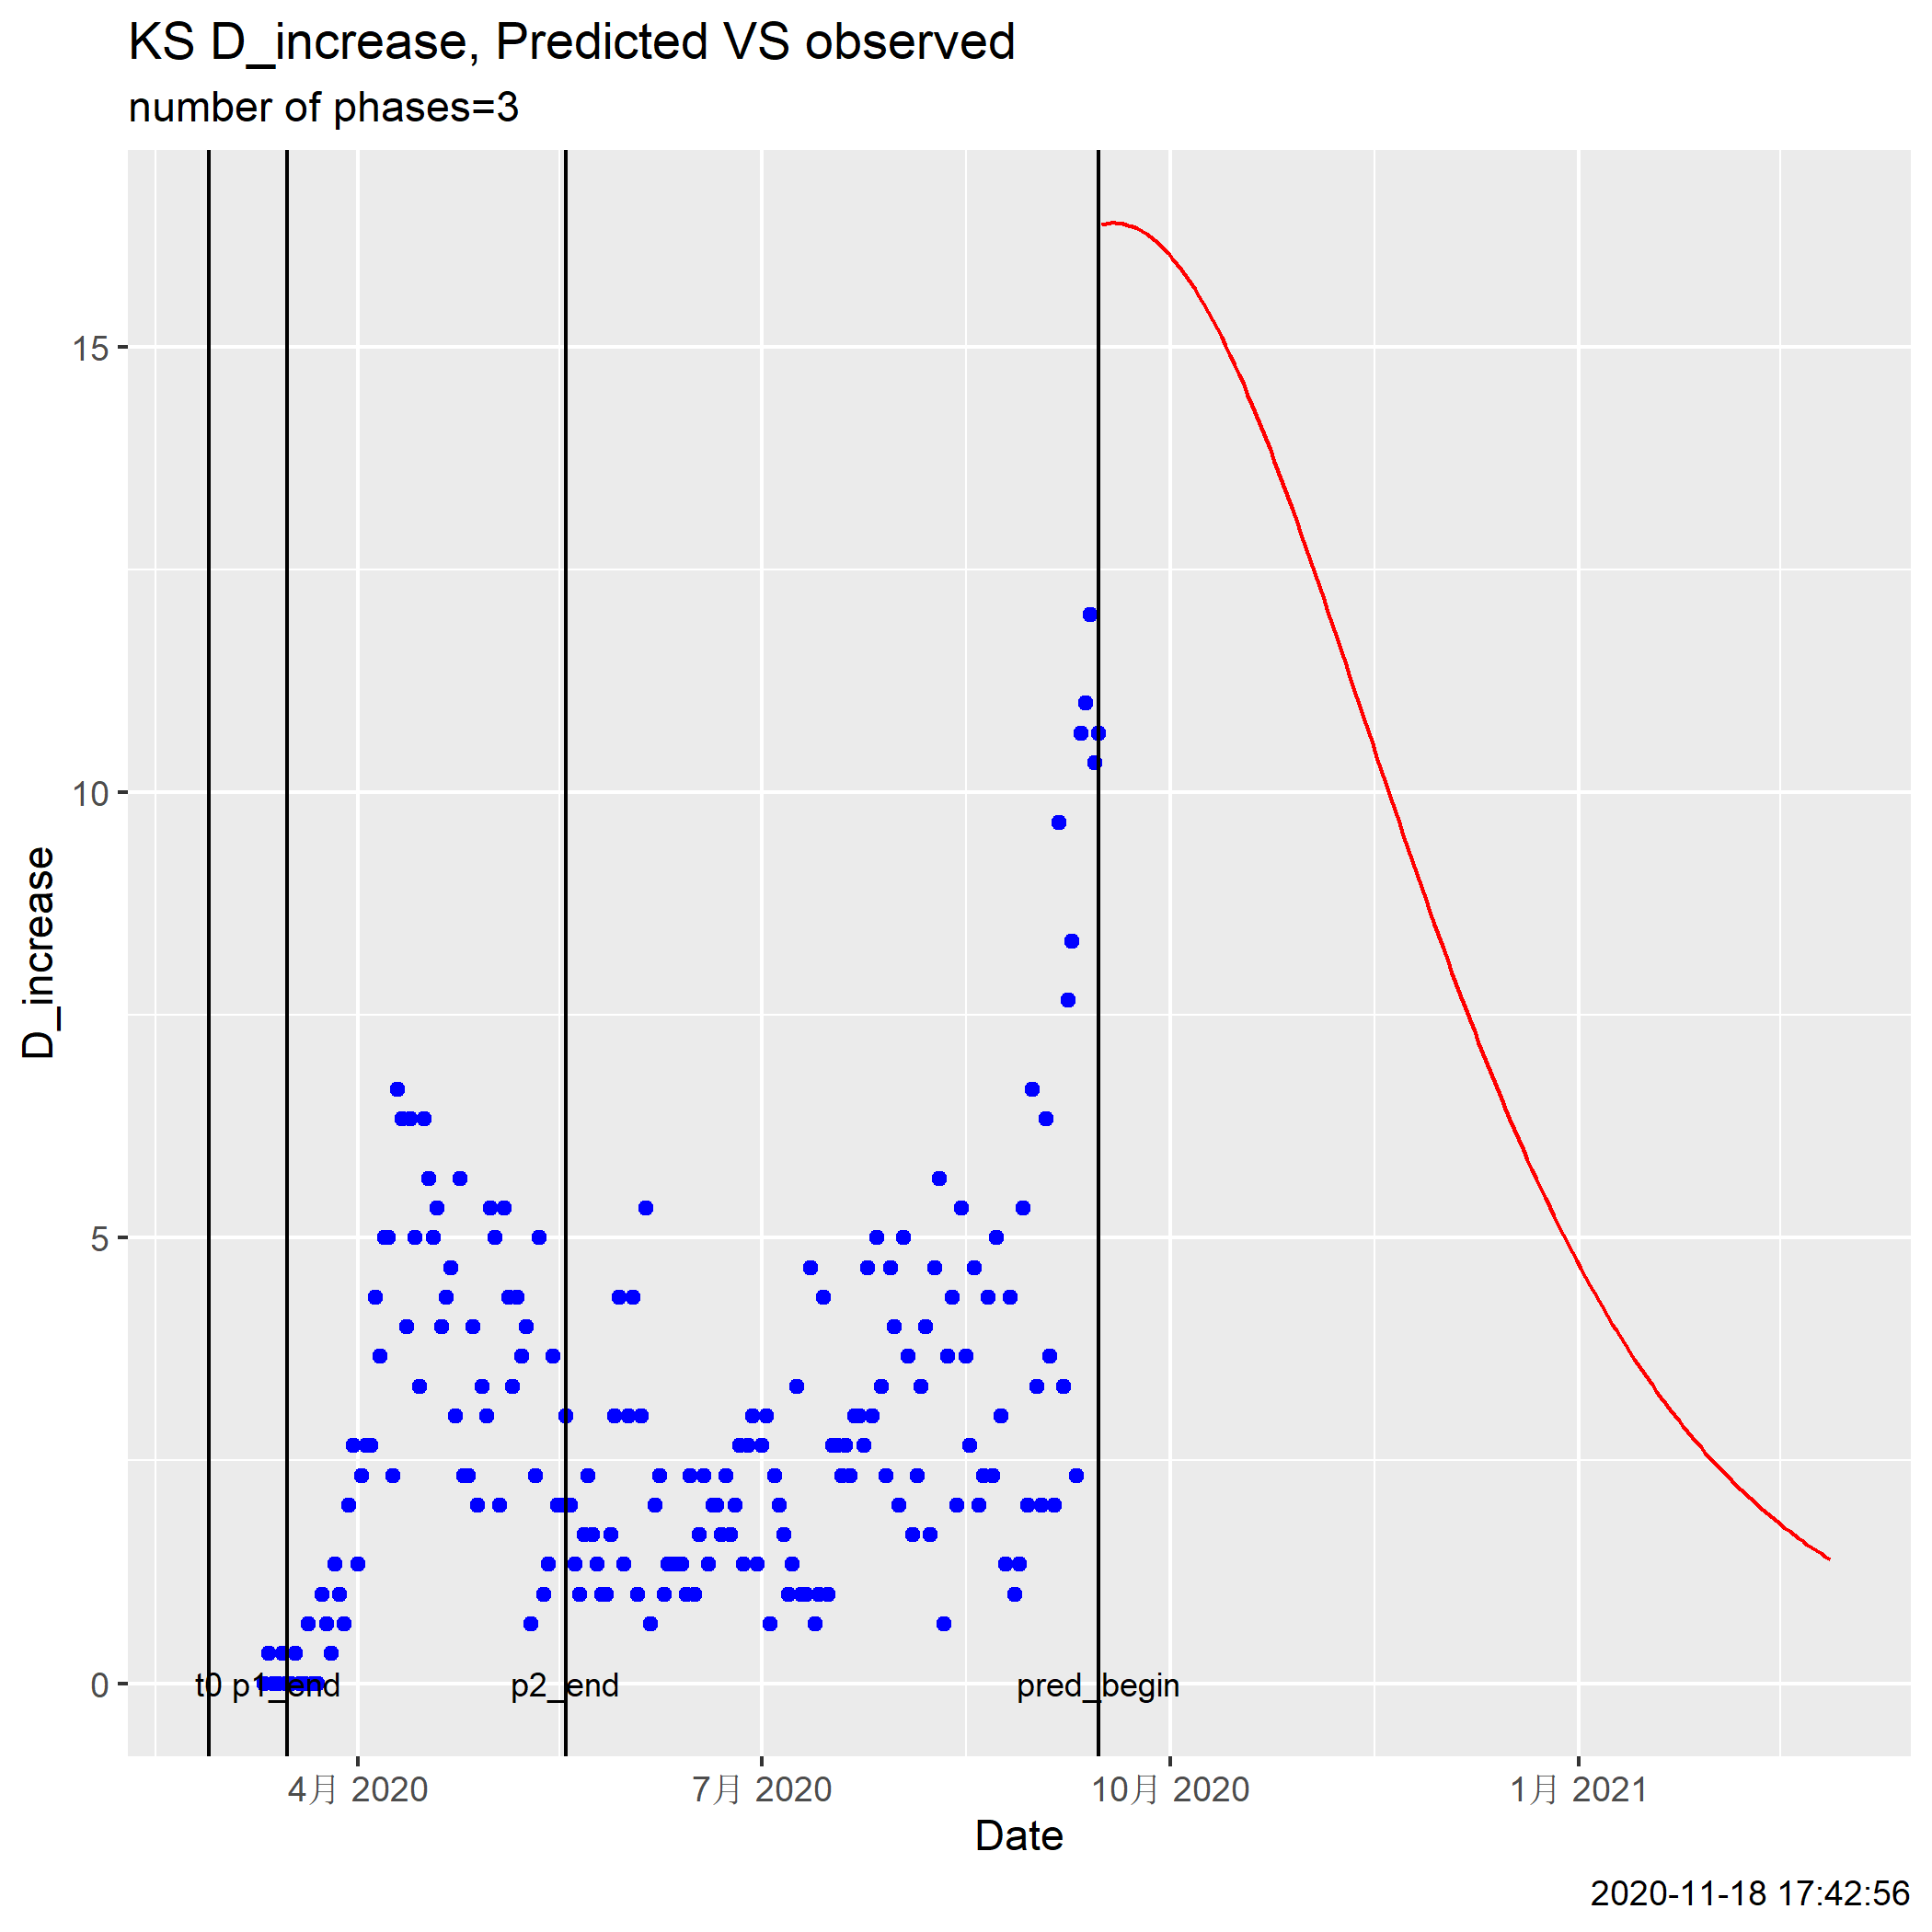 KS D_increase, Predicted VS observed
number of phases=3
15
10
5
0
D_increase
t0 p1_end p2_end pred_begin
4月 2020 7月 2020 10月 2020 1月 2021
Date
2020-11-18 17:42:56